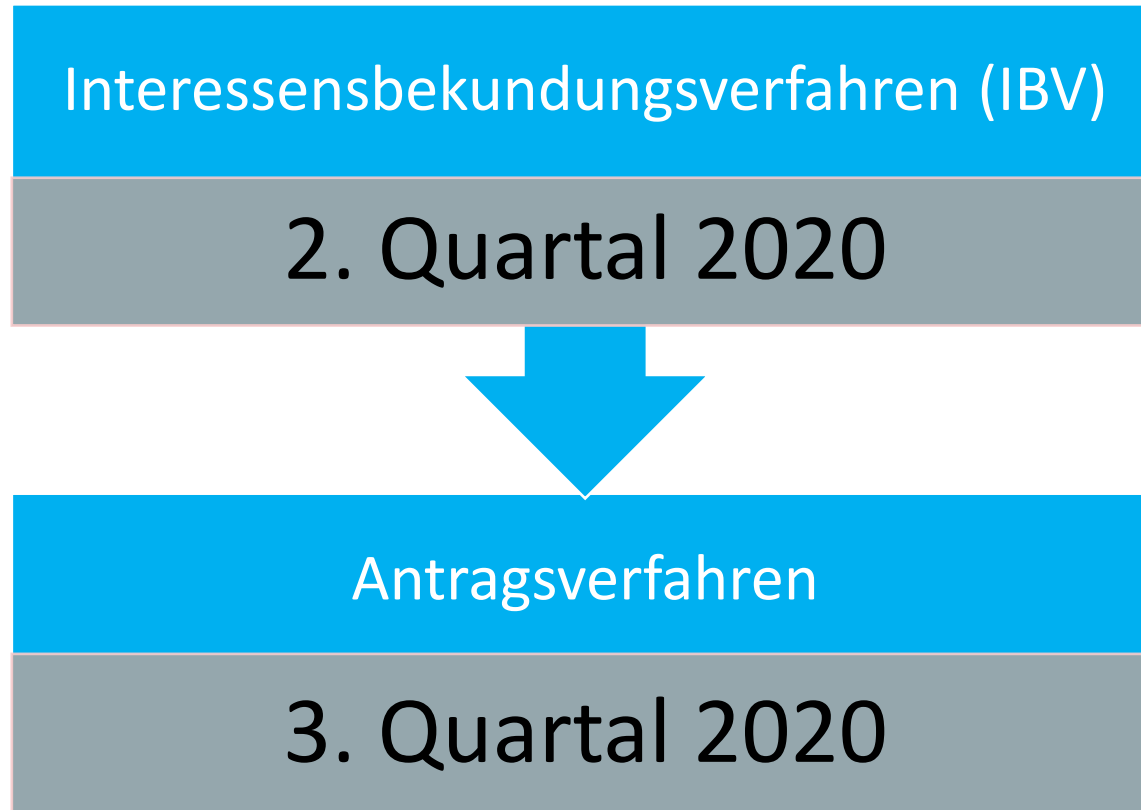 Interessensbekundungsverfahren (IBV)
2. Quartal 2020
Antragsverfahren
3. Quartal 2020